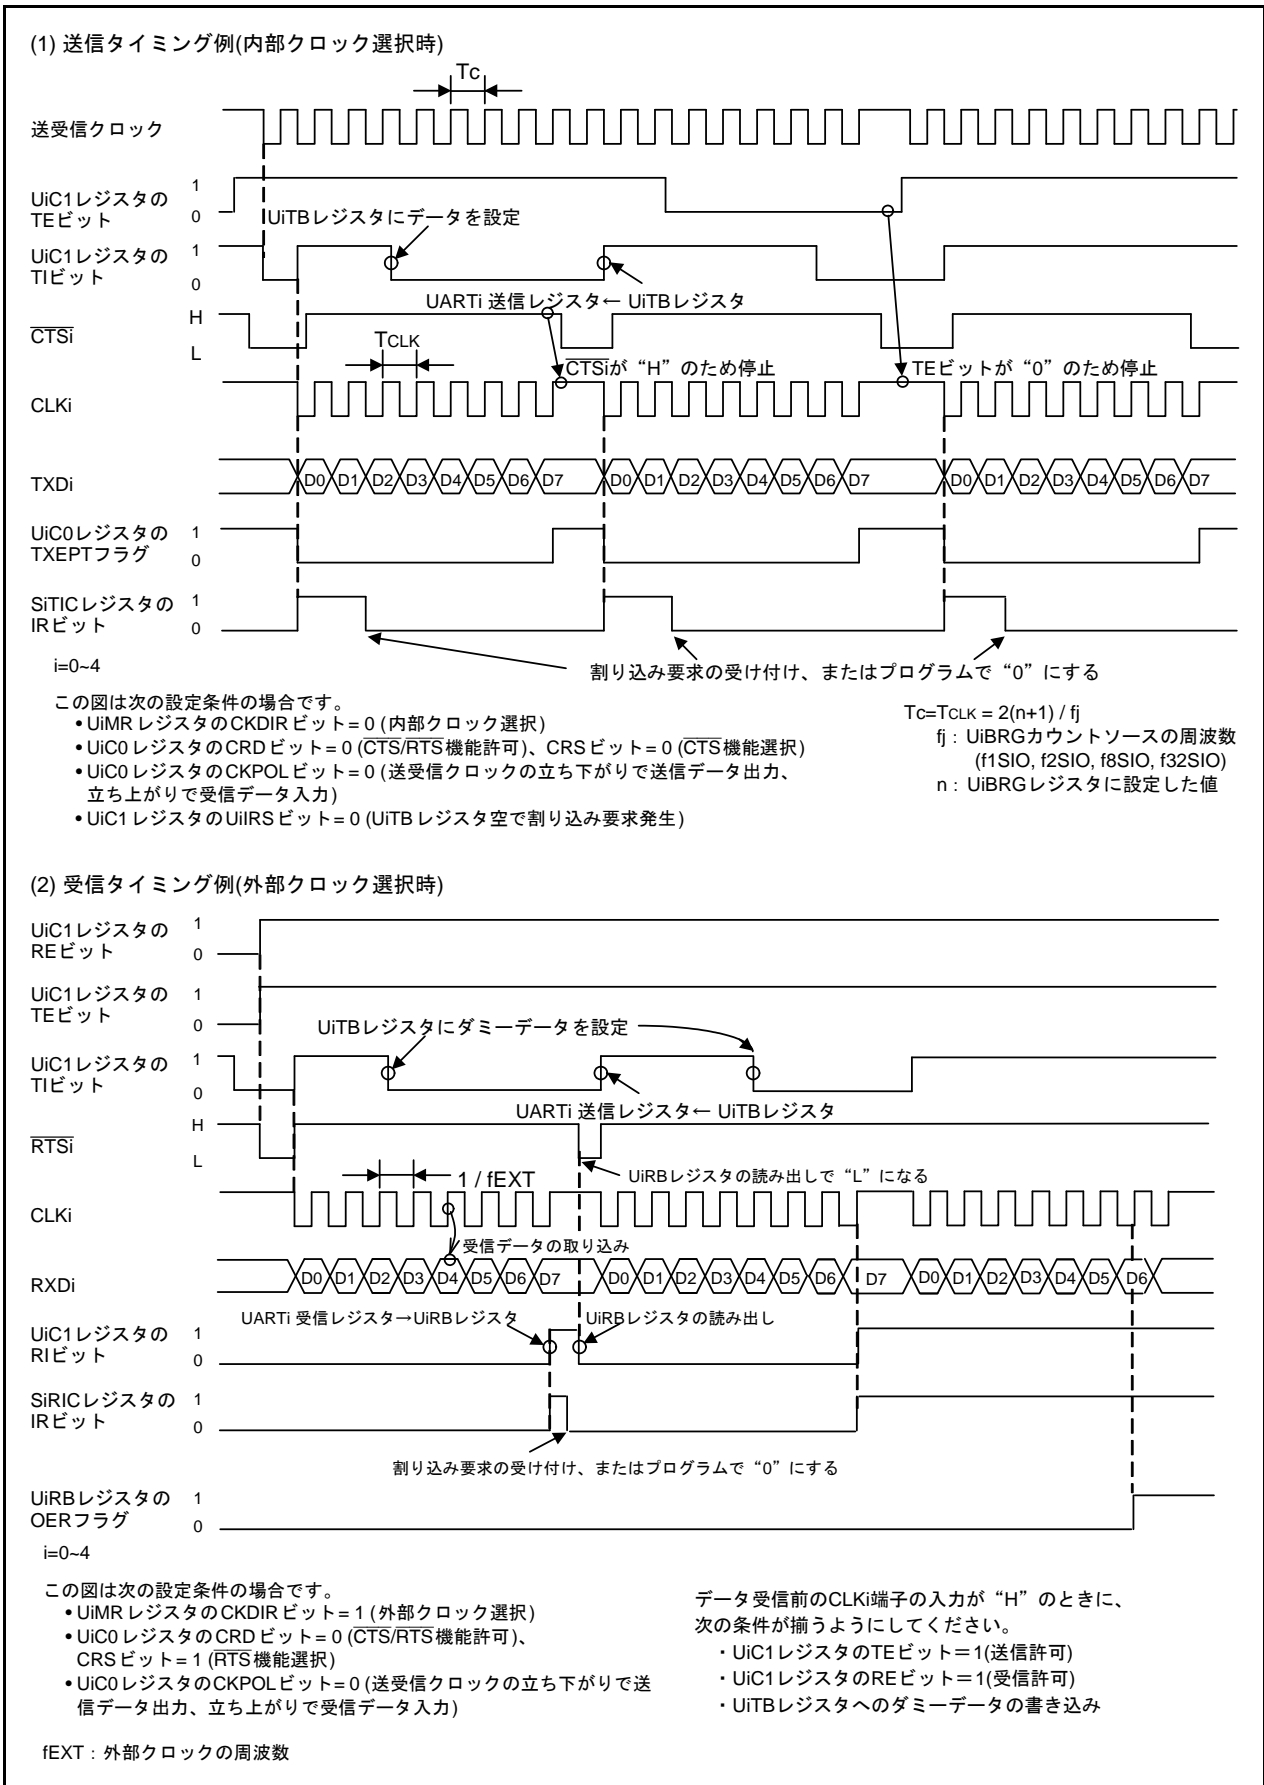 (1) 送信タイミング例(内部クロック選択時)
Tc
送受信クロック
UiC1レジスタの
TEビット
1
0
UiTBレジスタにデータを設定
UiC1レジスタの
TIビット
1
0
UARTi 送信レジスタ← UiTBレジスタ
CTSi
H
L
TCLK
CTSiが“H”のため停止
TEビットが“0”のため停止
CLKi
TXDi
D0 D1 D2 D3 D4 D5 D6 D7 D0 D1 D2 D3 D4 D5 D6 D7 D0 D1 D2 D3 D4 D5 D6 D7
UiC0レジスタの
TXEPTフラグ
1
0
SiTICレジスタの
IRビット
1
0
i=0~4
割り込み要求の受け付け、またはプログラムで“0”にする
この図は次の設定条件の場合です。
•UiMRレジスタのCKDIRビット=0 (内部クロック選択)
•UiC0レジスタのCRDビット=0 (CTS/RTS機能許可)、CRSビット=0 (CTS機能選択)
•UiC0レジスタのCKPOLビット=0 (送受信クロックの立ち下がりで送信データ出力、
立ち上がりで受信データ入力)
•UiC1レジスタのUiIRSビット=0 (UiTBレジスタ空で割り込み要求発生)
Tc=TCLK = 2(n+1) / fj
fj : UiBRGカウントソースの周波数
(f1SIO, f2SIO, f8SIO, f32SIO)
n : UiBRGレジスタに設定した値
(2) 受信タイミング例(外部クロック選択時)
UiC1レジスタの
REビット
1
0
UiC1レジスタの
TEビット
1
0
UiTBレジスタにダミーデータを設定
UiC1レジスタの
TIビット
1
0
UARTi 送信レジスタ← UiTBレジスタ
RTSi
H
L
1 / fEXT
UiRBレジスタの読み出しで“L”になる
CLKi
受信データの取り込み
RXDi
D0 D1 D2 D3 D4 D5 D6 D7 D0 D1 D2 D3 D4 D5 D6 D7 D0 D1 D2 D3 D4 D5 D6
UARTi 受信レジスタ→UiRBレジスタ
UiRBレジスタの読み出し
UiC1レジスタの
RIビット
1
0
SiRICレジスタの
IRビット
1
0
割り込み要求の受け付け、またはプログラムで“0”にする
UiRBレジスタの
OERフラグ
1
0
i=0~4
この図は次の設定条件の場合です。
•UiMRレジスタのCKDIRビット=1 (外部クロック選択)
•UiC0レジスタのCRDビット=0 (CTS/RTS機能許可)、
CRSビット=1 (RTS機能選択)
•UiC0レジスタのCKPOLビット=0 (送受信クロックの立ち下がりで送
信データ出力、立ち上がりで受信データ入力)
fEXT : 外部クロックの周波数
データ受信前のCLKi端子の入力が“H”のときに、
次の条件が揃うようにしてください。
・UiC1レジスタのTEビット＝1(送信許可)
・UiC1レジスタのREビット＝1(受信許可)
・UiTBレジスタへのダミーデータの書き込み